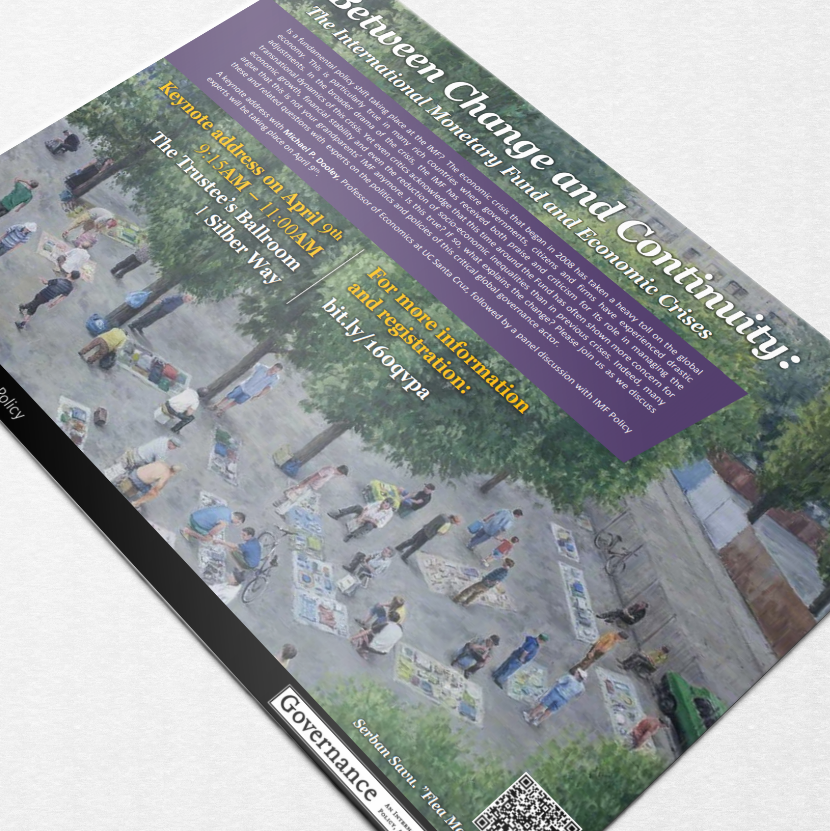 Between Change and Continuity:
The International Monetary Fund and Economic Crises
Is a fundamental policy shift taking place at the IMF? The economic crisis that began in 2008 has taken a heavy toll on the global
economy. This is particularly true in many rich countries where governments, citizens and firms have experienced drastic
adjustments. In the broader drama of the crisis, the IMF has received both praise and criticism for its role in managing the
transnational dynamics of this crisis. Yet even critics acknowledge that this time around the Fund has often shown more concern for
economic growth, financial stability and even the reduction of socio-economic inequalities than in previous crises. Indeed, many
argue that this is not your grandparents' IMF anymore. Is this true? If so, what explains the change? Please join us as we discuss
these and related questions with experts on the politics and policies of this critical global governance actor.
A keynote address with Michael P. Dooley, Professor of Economics at UC Santa Cruz, followed by a panel discussion with IMF Policy
experts will be taking place on April 9th.
Keynote address on April 9th
9:15AM – 11:00AM
The Trustee's Ballroom
| Silber Way
For more information
and registration:
bit.ly/160qvpa
Policy
Governance
Serban Savu. "Flea